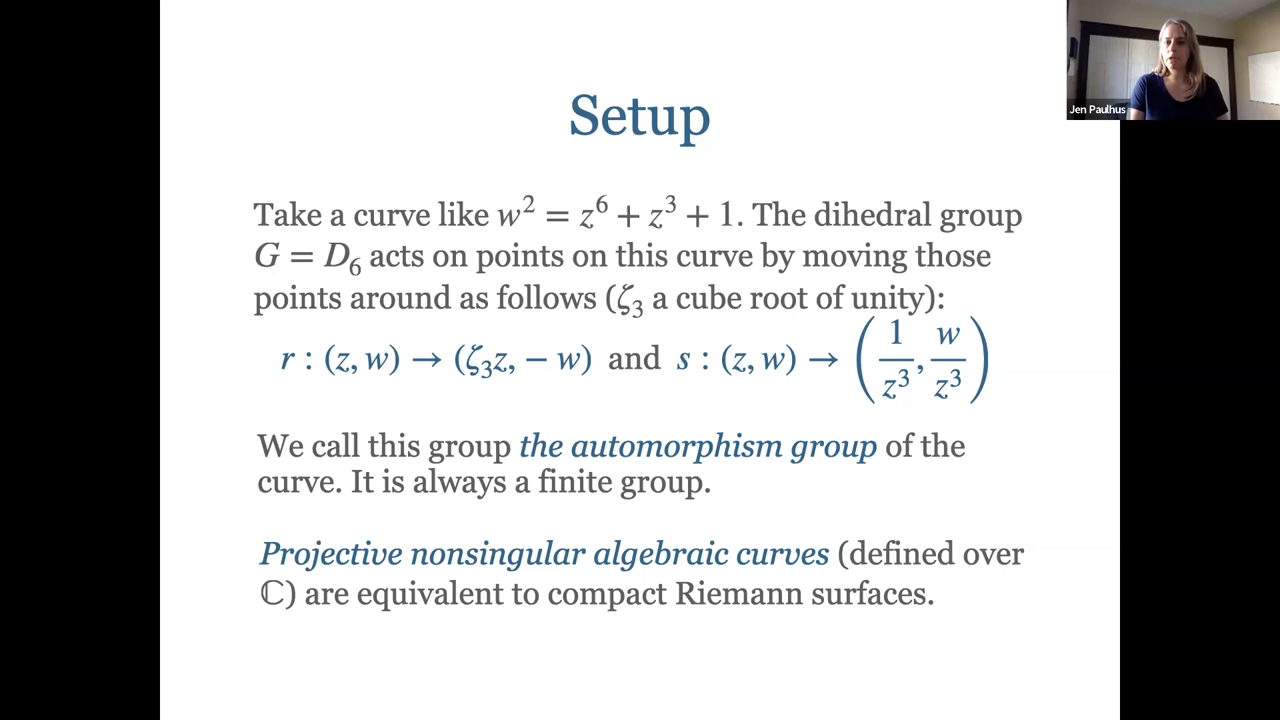 Jen Paulhus
Setup
Take a curve like w² = z⁶ + z³ + 1. The dihedral group
G = D₆ acts on points on this curve by moving those
points around as follows (ζ₃ a cube root of unity):
r : (z, w) → (ζ₃z, − w) and s : (z, w) → (1/z³, w/z³)
We call this group the automorphism group of the
curve. It is always a finite group.
Projective nonsingular algebraic curves (defined over
ℂ) are equivalent to compact Riemann surfaces.